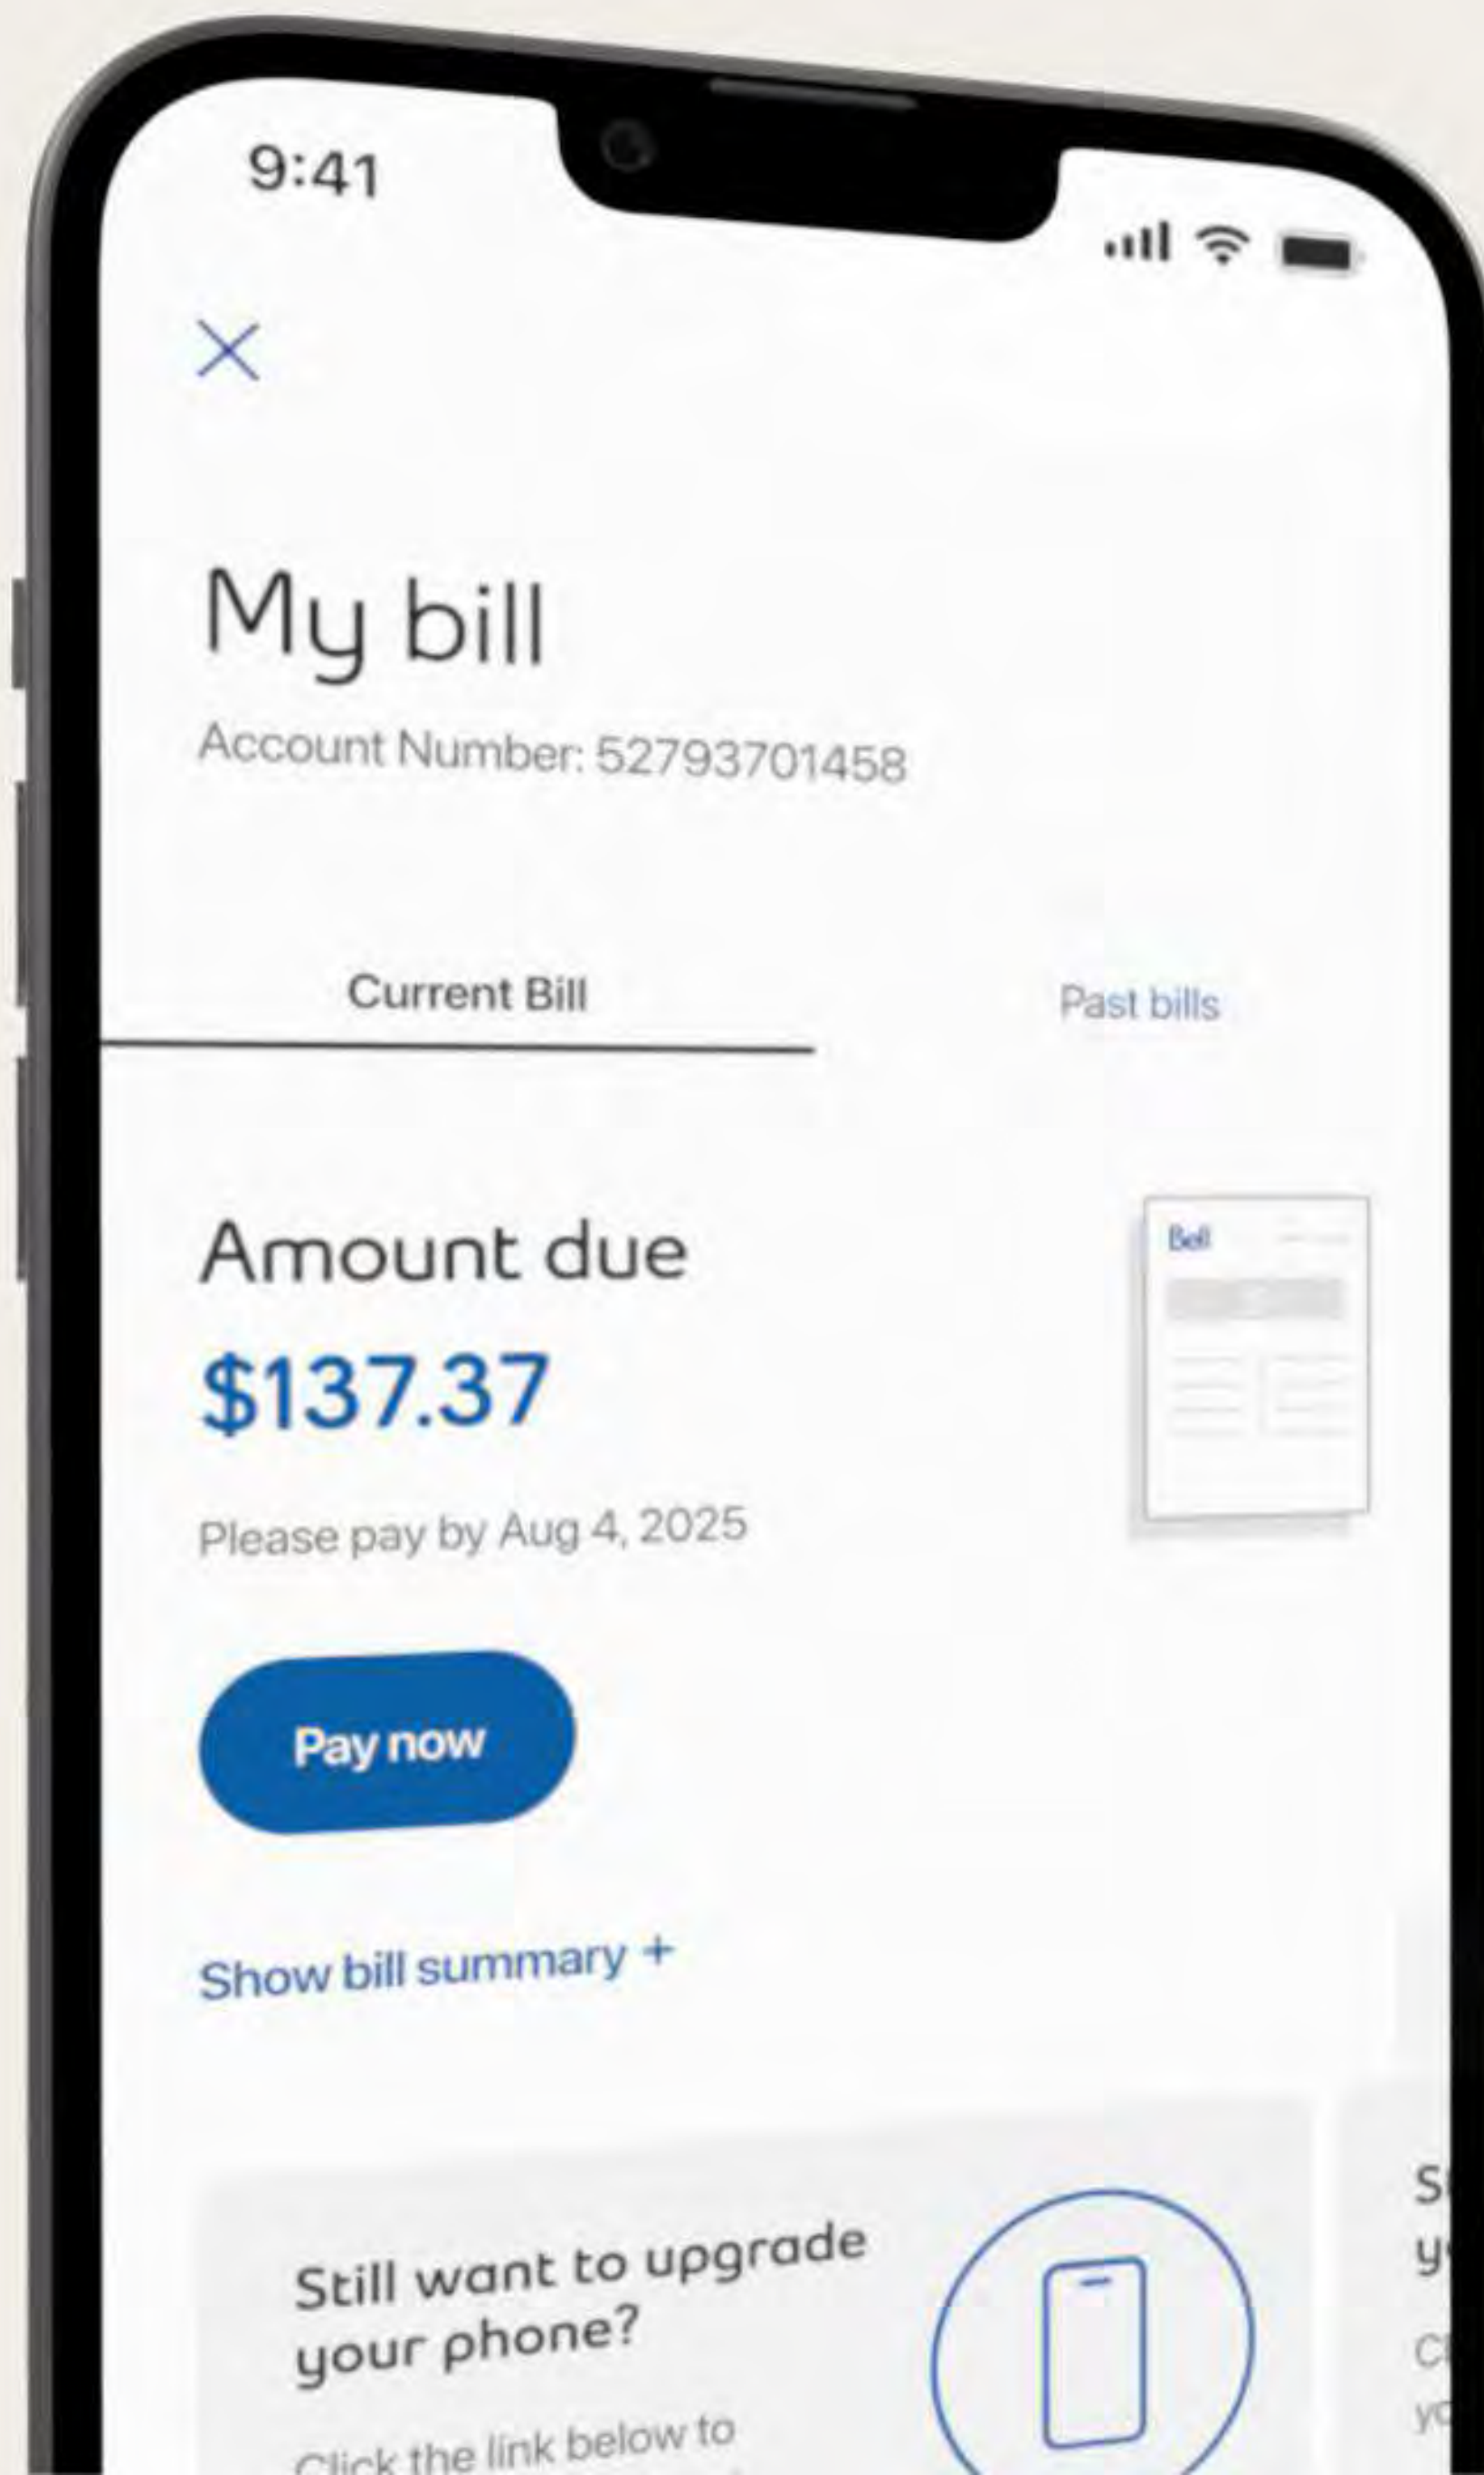 9:41
My bill
Account Number: 52793701458
Current Bill
Past bills
Amount due
Bell
$137.37
Please pay by Aug 4, 2025
Pay now
Show bill summary +
Still want to upgrade
your phone?
Click the link below to